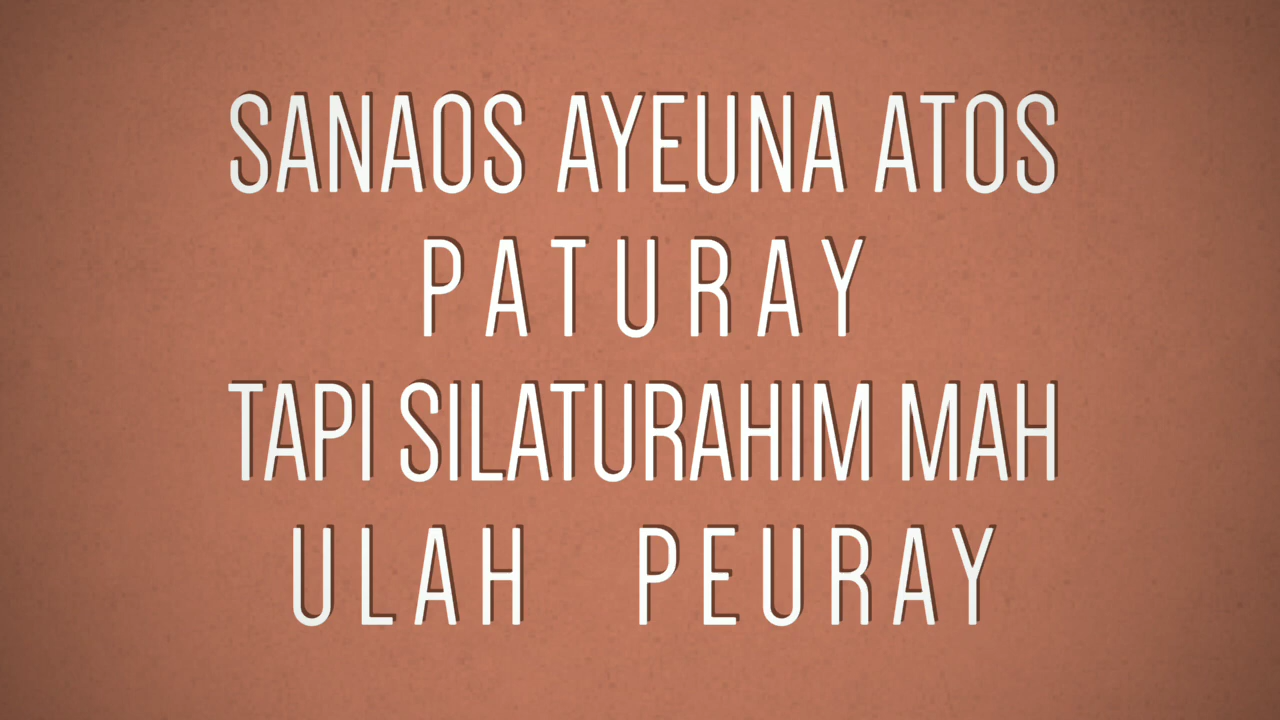 SANAOS AYEUNA ATOS
PATURAY
TAPI SILATURAHIM MAH
ULAH PEURAY